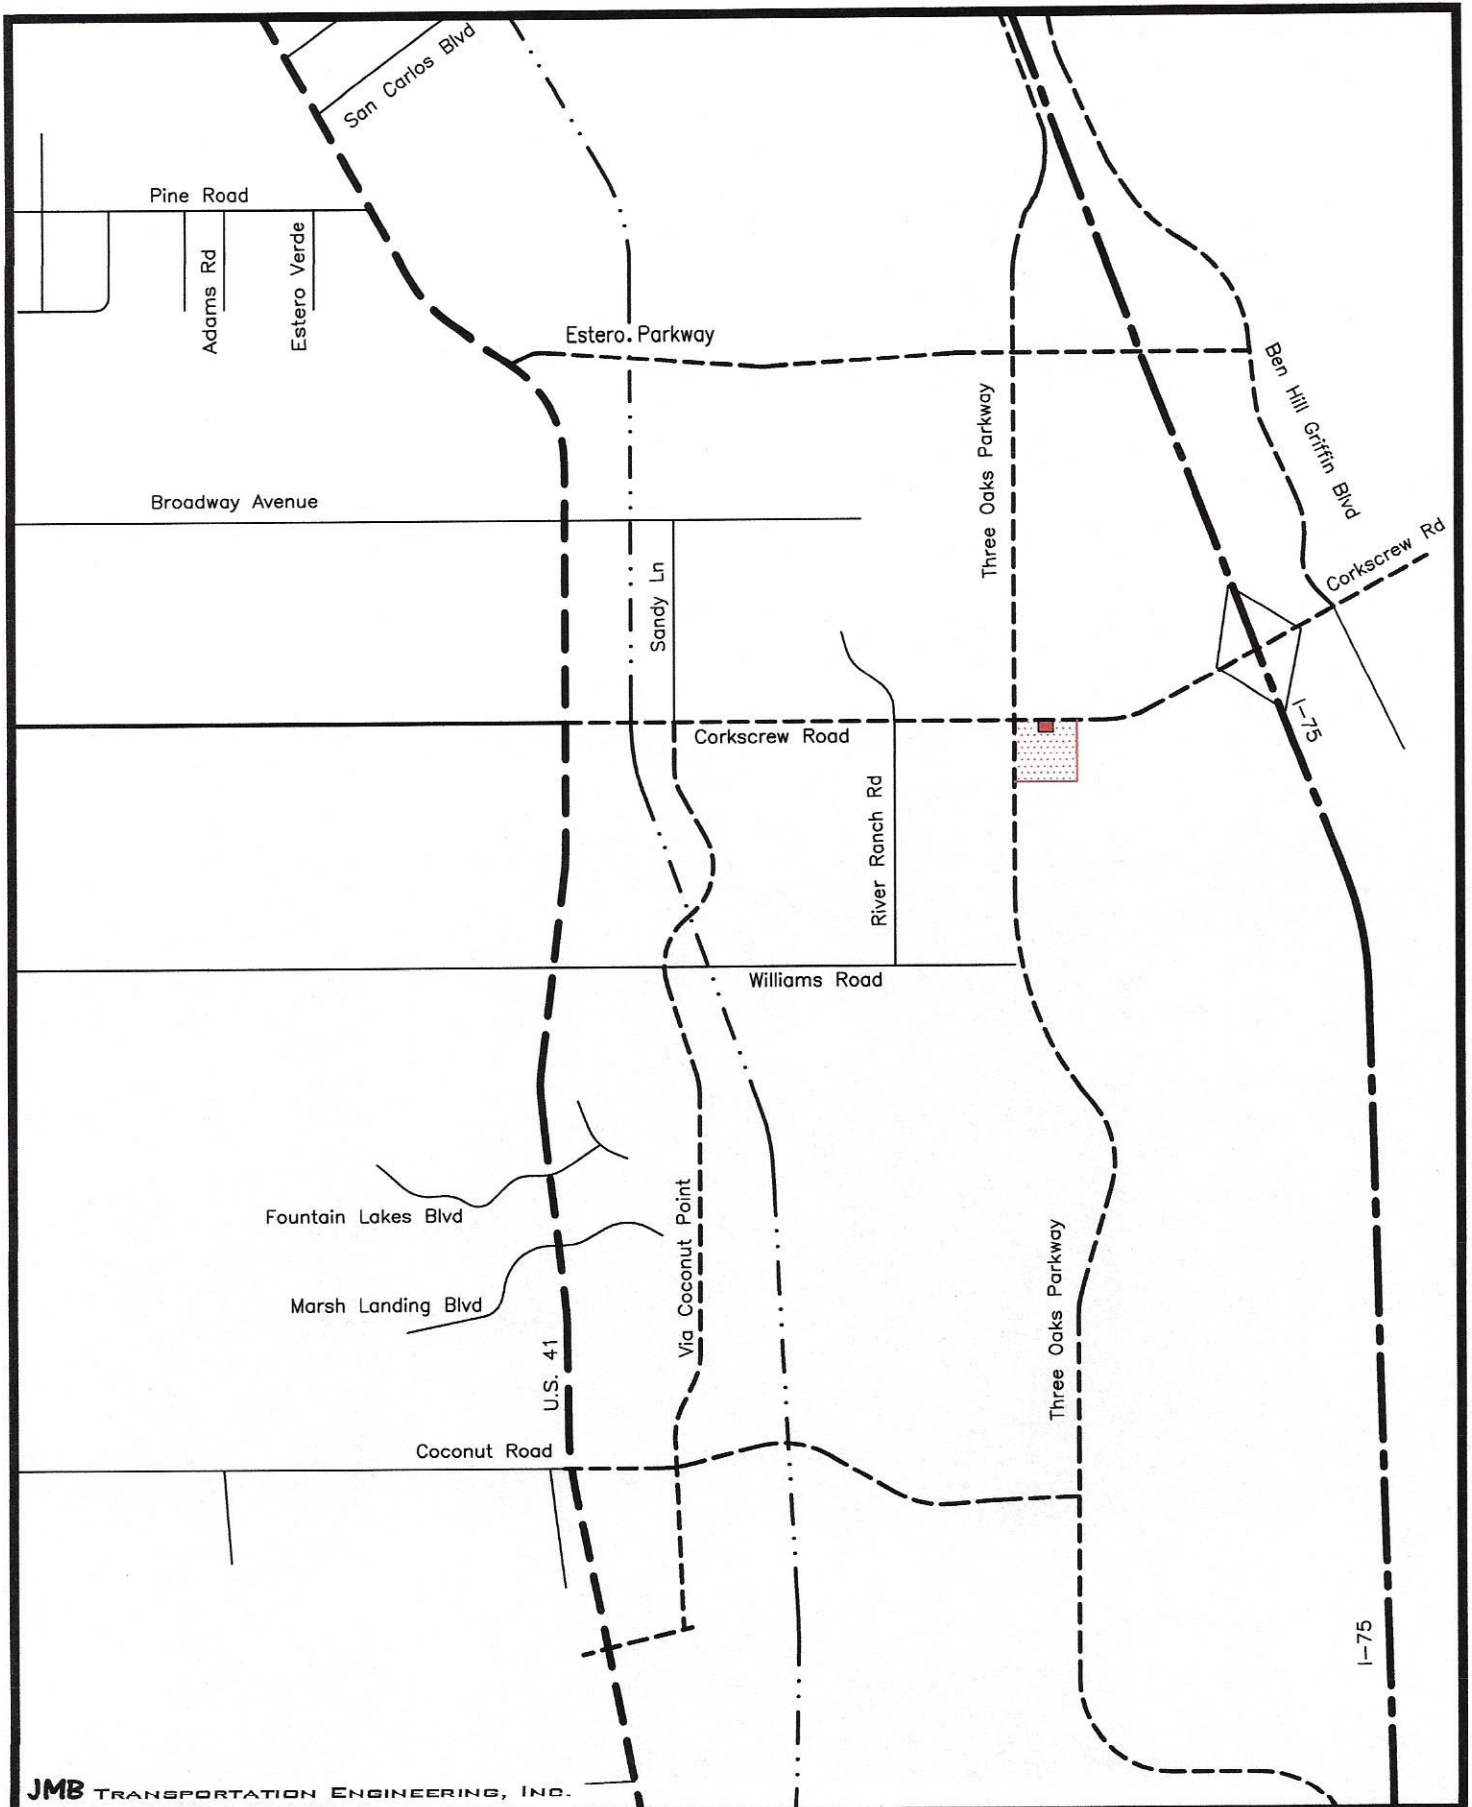 San Carlos Blvd
Pine Road
Adams Rd
Estero Verde
Estero Parkway
Three Oaks Parkway
Ben Hill Griffin Blvd
Broadway Avenue
Corkscrew Rd
Sandy Ln
Corkscrew Road
I-75
River Ranch Rd
Williams Road
Fountain Lakes Blvd
Via Coconut Point
Marsh Landing Blvd
Three Oaks Parkway
U.S. 41
Coconut Road
I-75
JMB TRANSPORTATION ENGINEERING, INC.